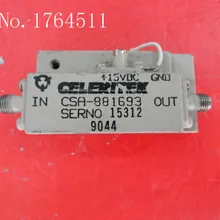 No. 1764511
+15VDC GND
CELERITEK
IN CSA-881693 OUT
SERNO 15312
9044